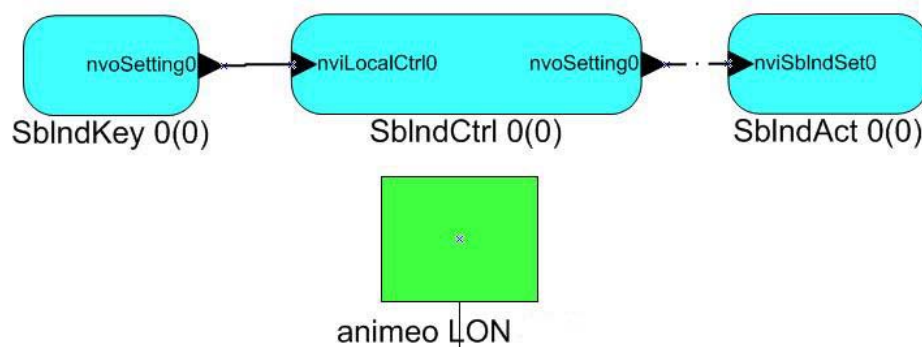 nvoSetting0
nviLocalCtrl0
nvoSetting0
nviSblndSet0
SblndKey 0(0)
SblndCtrl 0(0)
SblndAct 0(0)
animeo LON